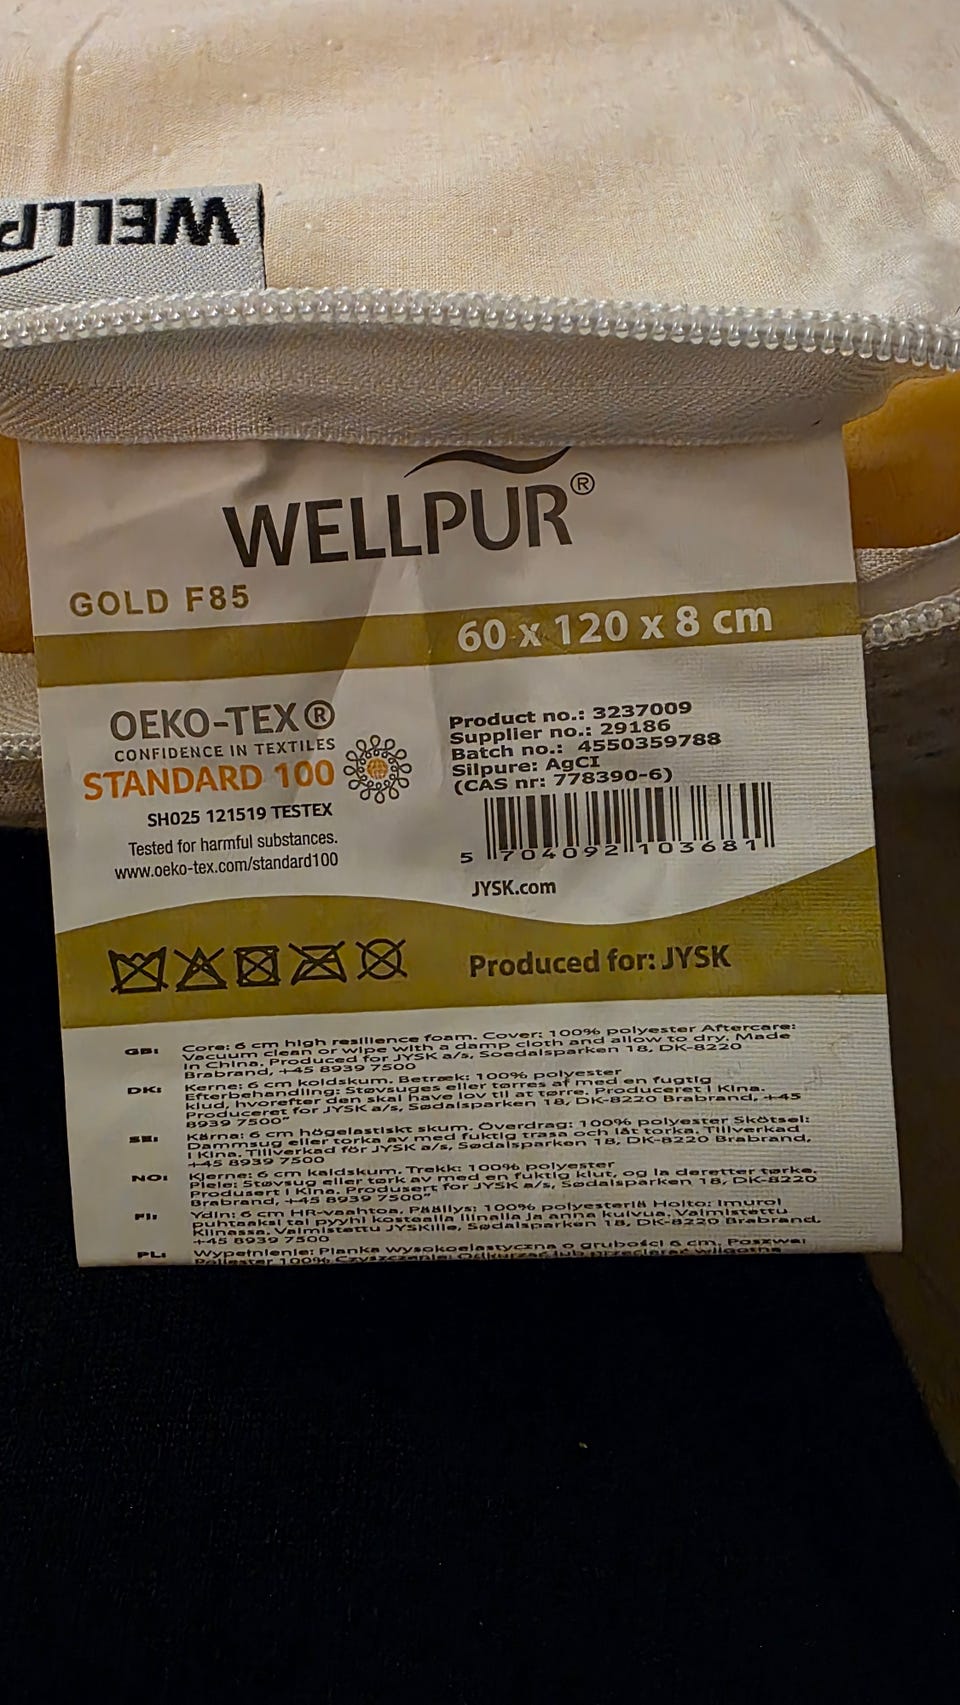 WELLP
WELLPUR®
GOLD F85
60 x 120 x 8 cm
OEKO-TEX®
CONFIDENCE IN TEXTILES
STANDARD 100
SH025 121519 TESTEX
Tested for harmful substances.
www.oeko-tex.com/standard100
Product no.: 3237009
Supplier no.: 29186
Batch no.: 4550359788
Silpure: AgCI
(CAS nr: 778390-6)
5 704092 103681
JYSK.com
Produced for: JYSK
GB: Core: 6 cm high resilience foam. Cover: 100% polyester Aftercare:
Vacuum clean or wipe with a damp cloth and allow to dry. Made
in China. Produced for JYSK a/s, Soedalsparken 18, DK-8220
Brabrand, +45 8939 7500
DK: Kerne: 6 cm koldskum. Betræk: 100% polyester
Efterbehandling: Støvsuges eller tørres af med en fugtig
klud, hvorefter den skal have lov til at tørre. Produceret i Kina.
Produceret for JYSK a/s, Sødalsparken 18, DK-8220 Brabrand, +45
8939 7500"
SE: Kärna: 6 cm högelastiskt skum. Överdrag: 100% polyester Skötsel:
Dammsug eller torka av med fuktig trasa och låt torka. Tillverkad
i Kina. Tillverkad för JYSK a/s, Sødalsparken 18, DK-8220 Brabrand,
+45 8939 7500
NO: Kjerne: 6 cm kaldskum. Trekk: 100% polyester
Pleie: Støvsug eller tørk av med en fuktig klut, og la deretter tørke.
Produsert i Kina. Produsert for JYSK a/s, Sødalsparken 18, DK-8220
Brabrand, +45 8939 7500"
FI: Ydin: 6 cm HR-vaahtoa. Päällys: 100% polyesteriä Hoito: Imuroi
puhtaaksi tai pyyhi kostealla liinalla ja anna kuivua. Valmistettu
Kiinassa. Valmistettu JYSKille, Sødalsparken 18, DK-8220 Brabrand,
+45 8939 7500
PL: Wypełnienie: Pianka wysokoelastyczna o grubości 6 cm. Poszwa:
Poliester 100% Czyszczenie: Odkurzać lub przecierać wilgotną